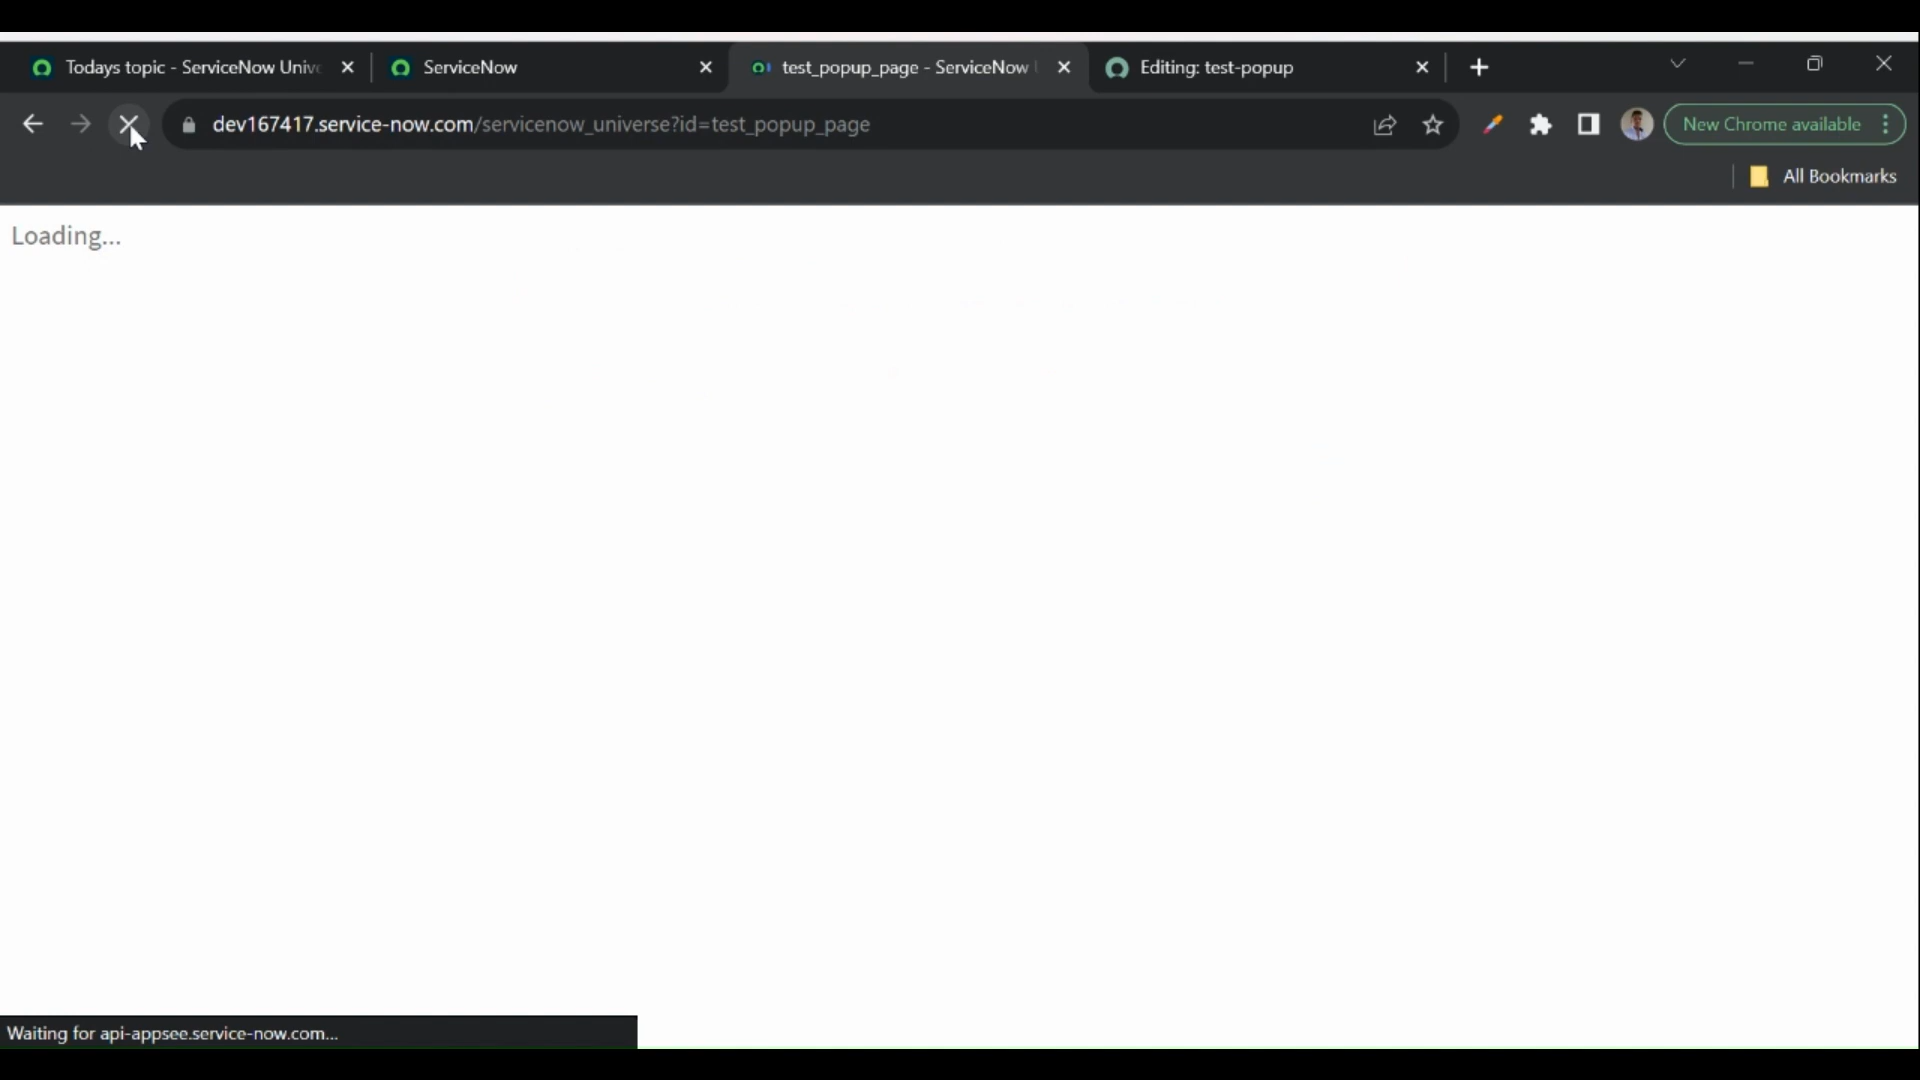 Todays topic - ServiceNow Unive
ServiceNow
test_popup_page - ServiceNow
Editing: test-popup
dev167417.service-now.com/servicenow_universe?id=test_popup_page
New Chrome available
All Bookmarks
Loading...
Waiting for api-appsee.service-now.com...